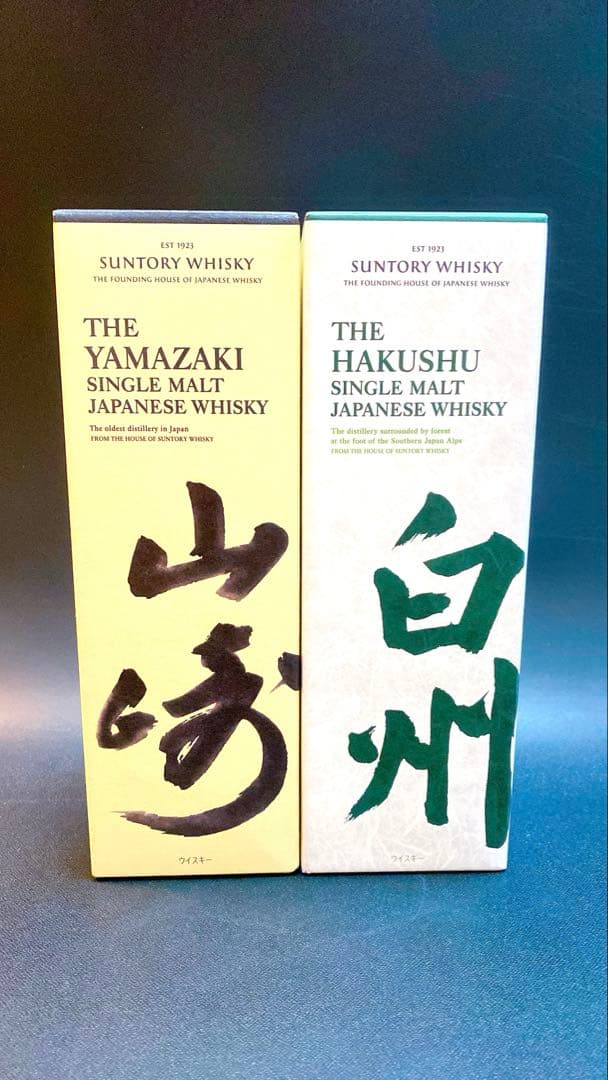 EST 1923
SUNTORY WHISKY
THE FOUNDING HOUSE OF JAPANESE WHISKY
THE
YAMAZAKI
SINGLE MALT
JAPANESE WHISKY
The oldest distillery in Japan
FROM THE HOUSE OF SUNTORY WHISKY
山
崎
ウイスキー
EST 1923
SUNTORY WHISKY
THE FOUNDING HOUSE OF JAPANESE WHISKY
THE
HAKUSHU
SINGLE MALT
JAPANESE WHISKY
The distillery surrounded by forest
at the foot of the Southern Japan Alps
FROM THE HOUSE OF SUNTORY WHISKY
白
州
ウイスキー